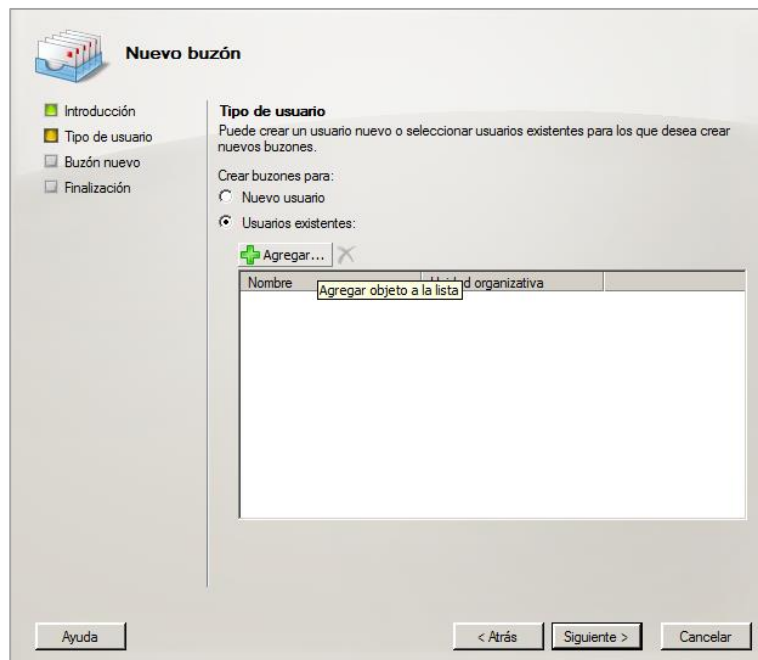 Nuevo buzón
Introducción
Tipo de usuario
Buzón nuevo
Finalización
Tipo de usuario
Puede crear un usuario nuevo o seleccionar usuarios existentes para los que desea crear
nuevos buzones.
Crear buzones para:
Nuevo usuario
Usuarios existentes:
Agregar...
Nombre organizativa
Agregar objeto a la lista
Ayuda
< Atrás
Siguiente >
Cancelar